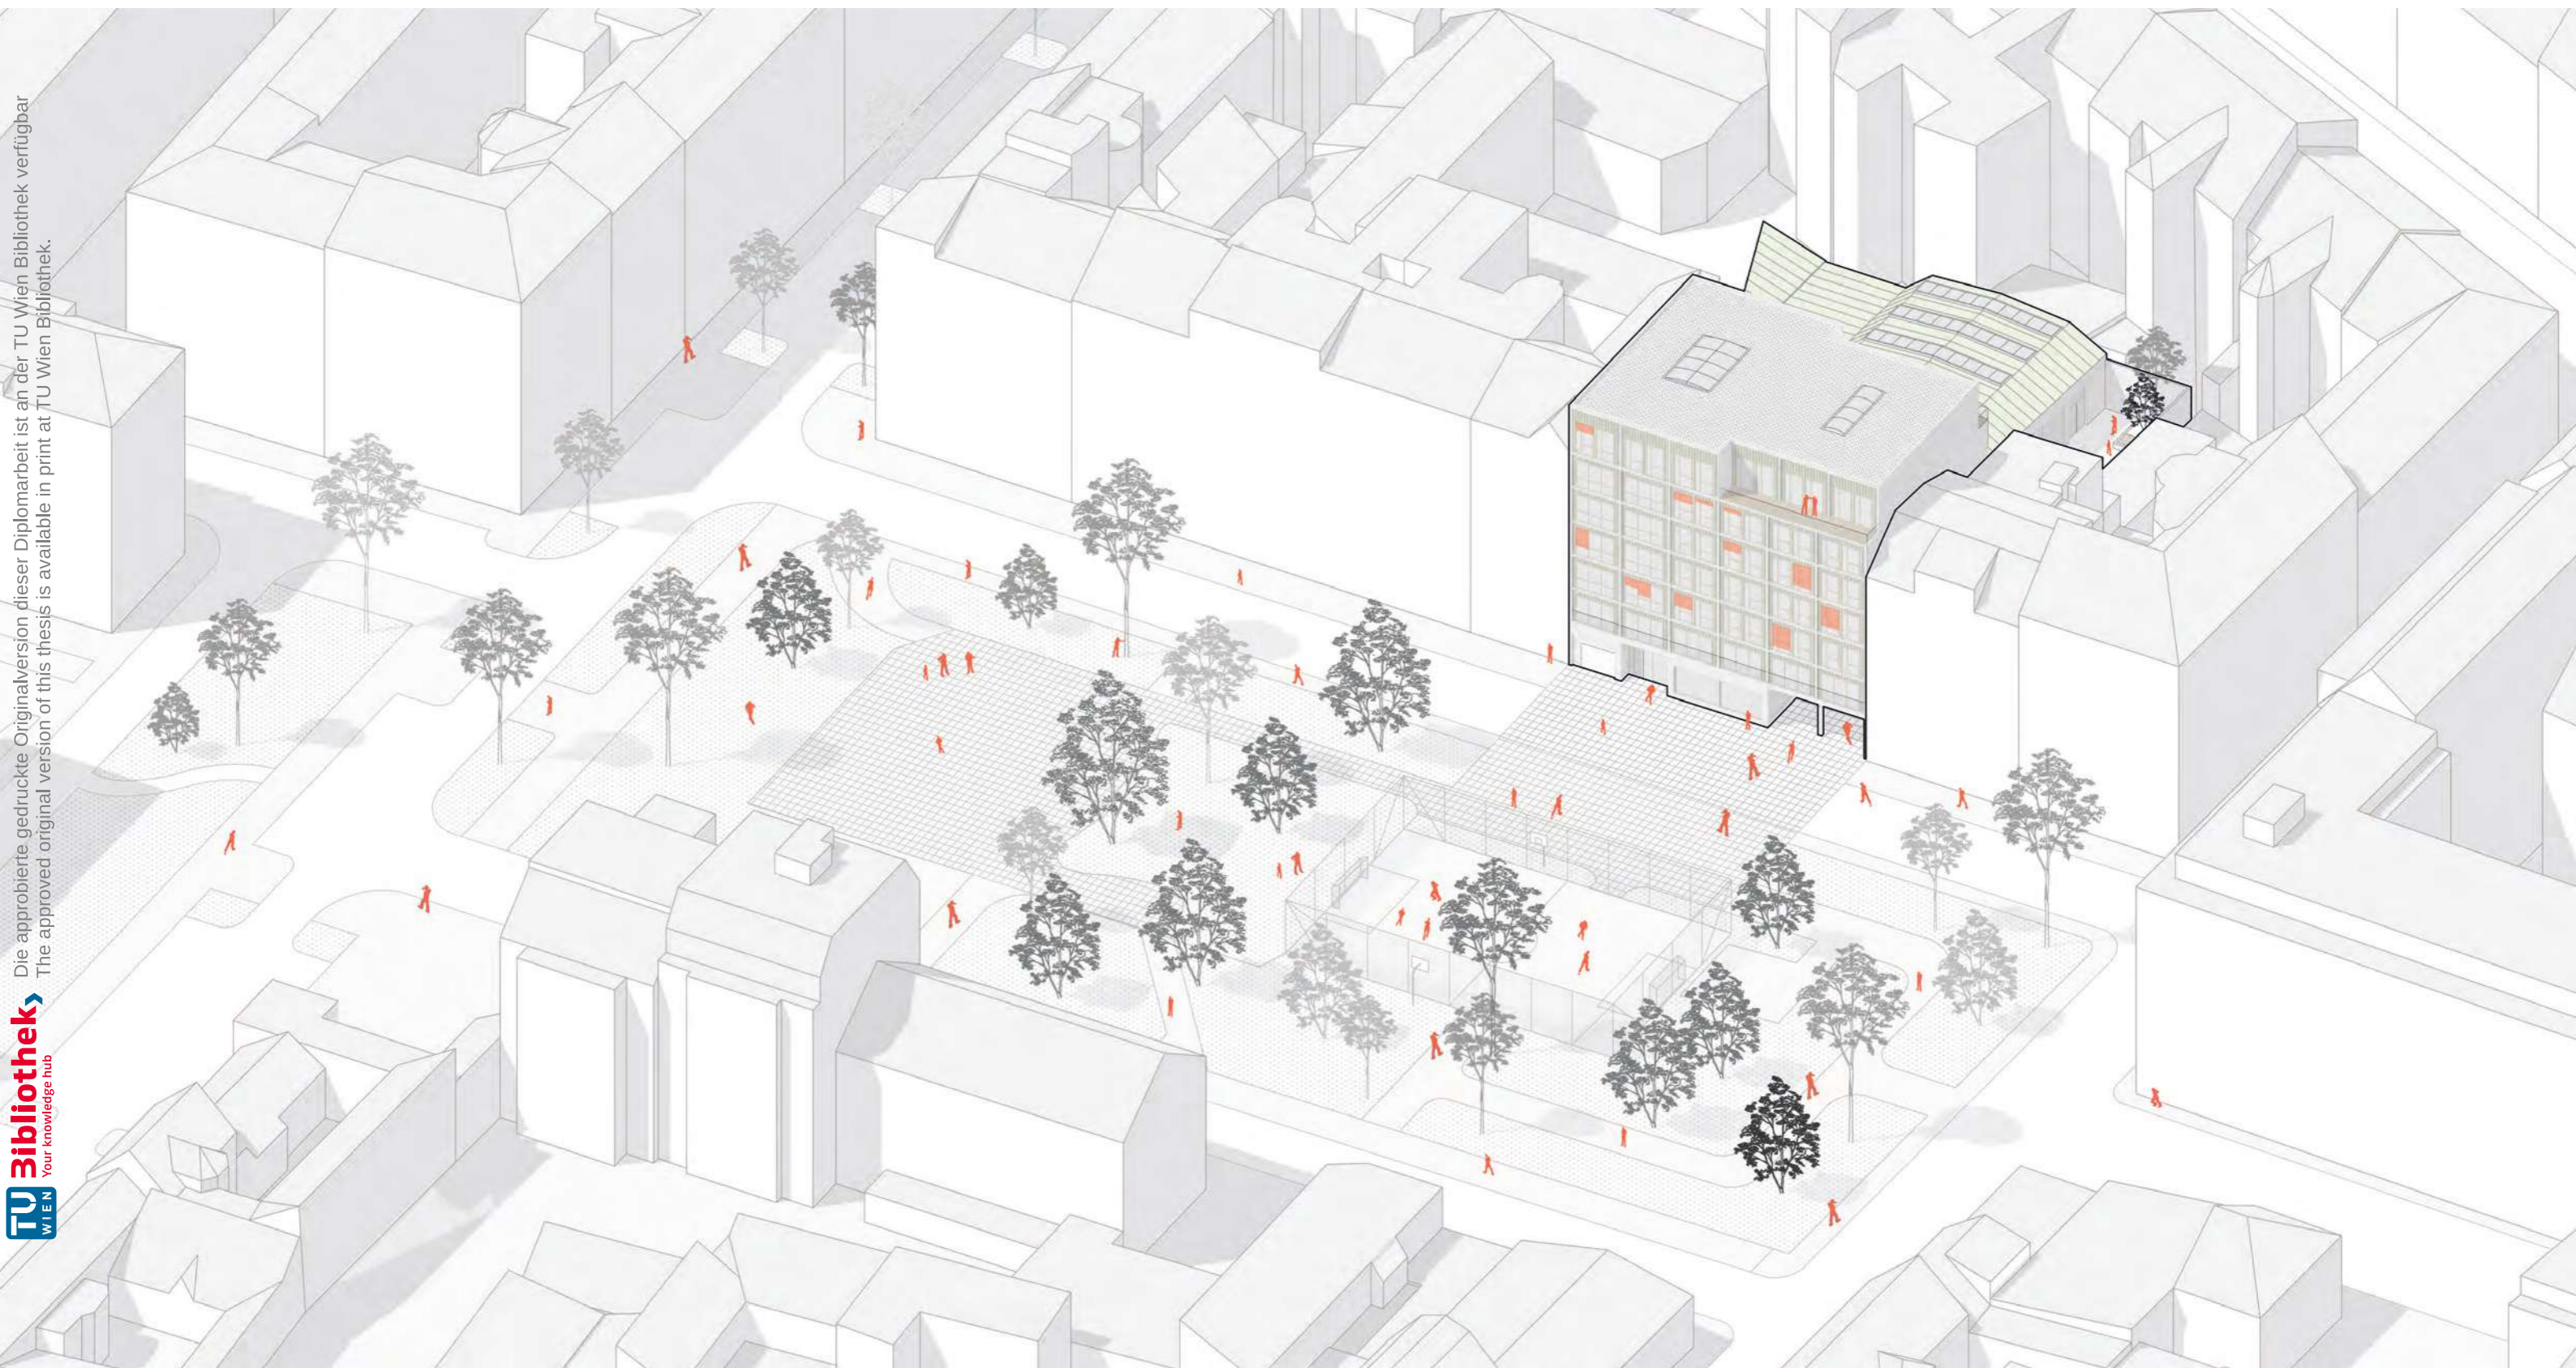 Die approbierte gedruckte Originalversion dieser Diplomarbeit ist an der TU Wien Bibliothek verfügbar
The approved original version of this thesis is available in print at TU Wien Bibliothek.
TU WIEN Bibliothek
Your knowledge hub